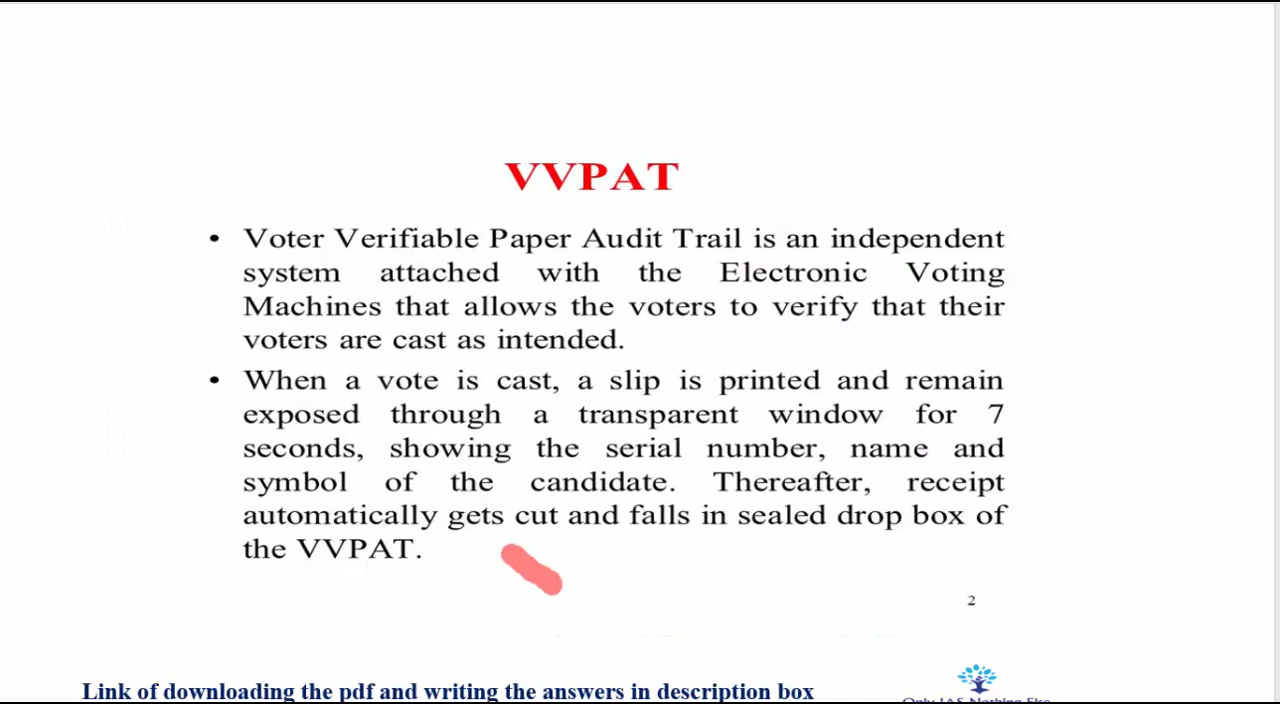 VVPAT
• Voter Verifiable Paper Audit Trail is an independent
system attached with the Electronic Voting
Machines that allows the voters to verify that their
voters are cast as intended.
• When a vote is cast, a slip is printed and remain
exposed through a transparent window for 7
seconds, showing the serial number, name and
symbol of the candidate. Thereafter, receipt
automatically gets cut and falls in sealed drop box of
the VVPAT.
2
Link of downloading the pdf and writing the answers in description box
Only IAS Nothing Else